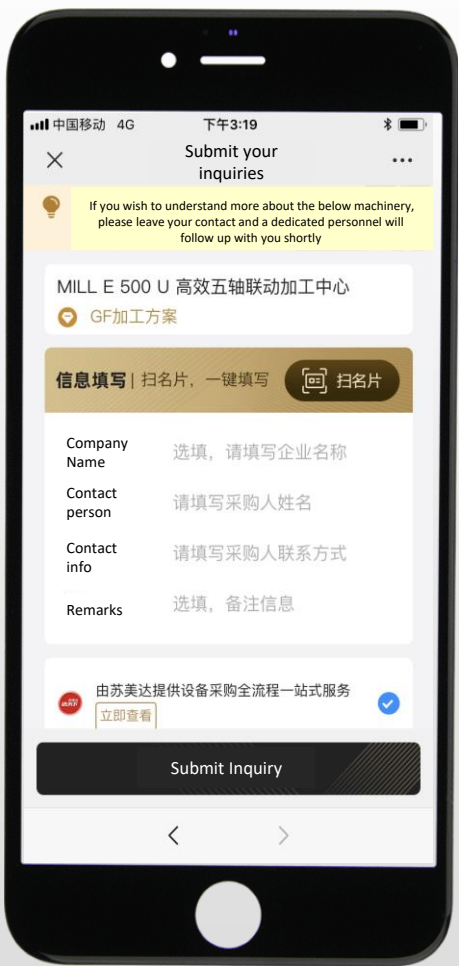 中国移动 4G 下午3:19
Submit your
inquiries
If you wish to understand more about the below machinery,
please leave your contact and a dedicated personnel will
follow up with you shortly
MILL E 500 U 高效五轴联动加工中心
GF加工方案
信息填写 | 扫名片，一键填写 扫名片
Company
Name
选填，请填写企业名称
Contact
person
请填写采购人姓名
Contact
info
请填写采购人联系方式
Remarks 选填，备注信息
由苏美达提供设备采购全流程一站式服务
立即查看
Submit Inquiry